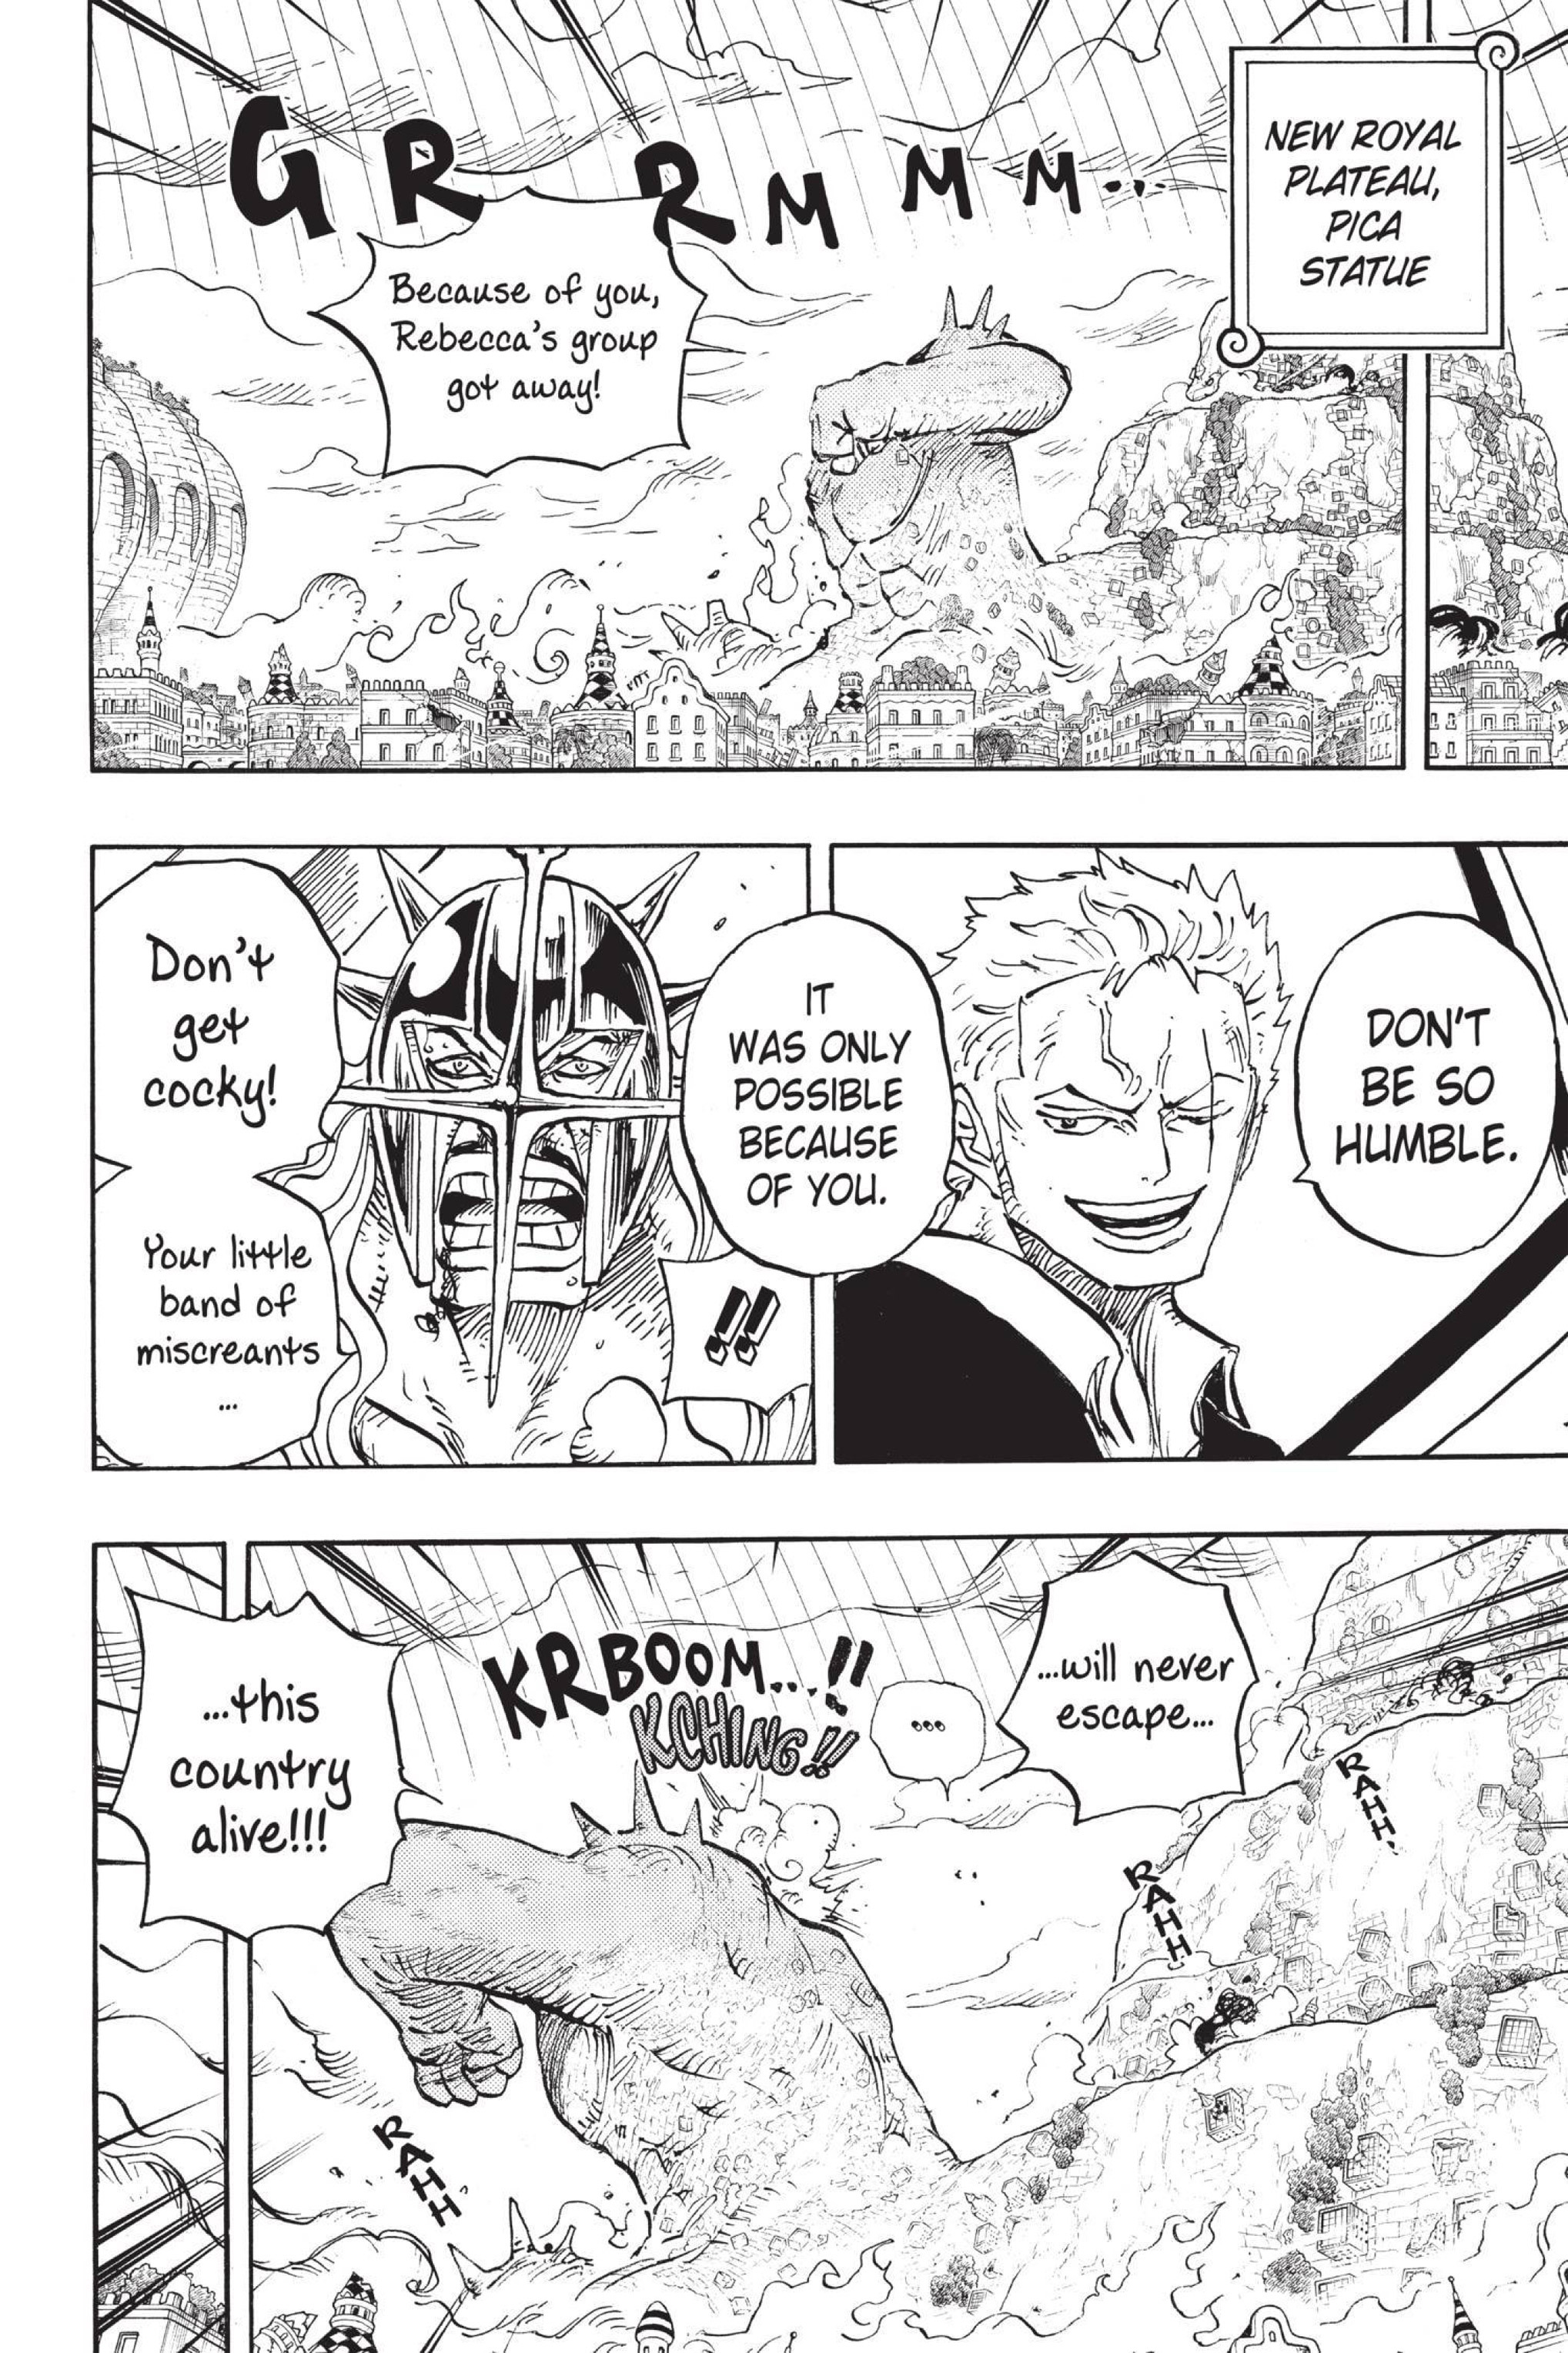 NEW ROYAL
PLATEAU,
PICA
STATUE
GRRMMM...
Because of you,
Rebecca's group
got away!
DON'T
BE SO
HUMBLE.
IT
WAS ONLY
POSSIBLE
BECAUSE
OF YOU.
!!
Don't
get
cocky!
Your little
band of
miscreants
...
...will never
escape...
...
KRBOOM...!!
KCHING!!
RAHH!
RAHH
...this
country
alive!!!
RAHH!